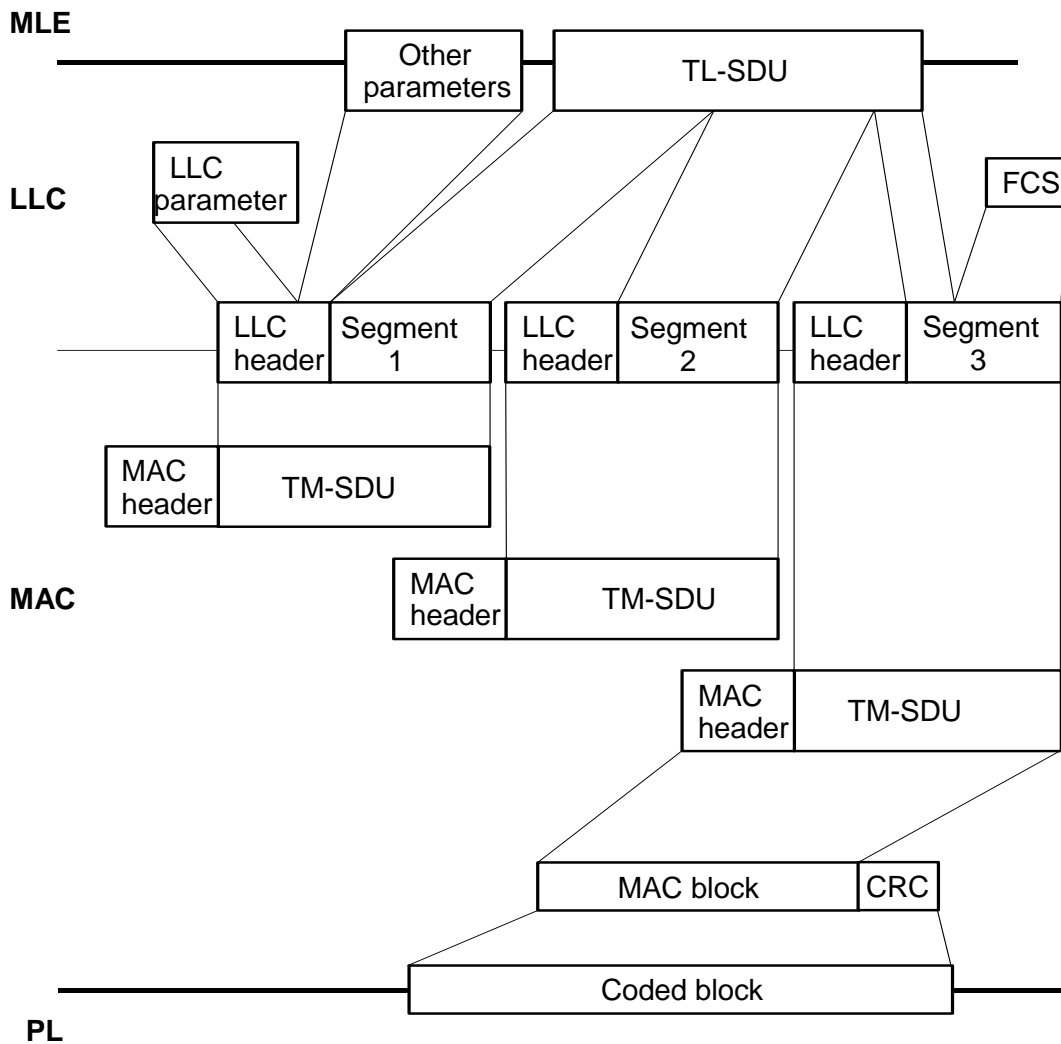 MLE
Other
parameters
TL-SDU
LLC
parameter
LLC
FCS
LLC
header
Segment
1
LLC
header
Segment
2
LLC
header
Segment
3
MAC
header
TM-SDU
MAC
MAC
header
TM-SDU
MAC
header
TM-SDU
MAC block
CRC
Coded block
PL